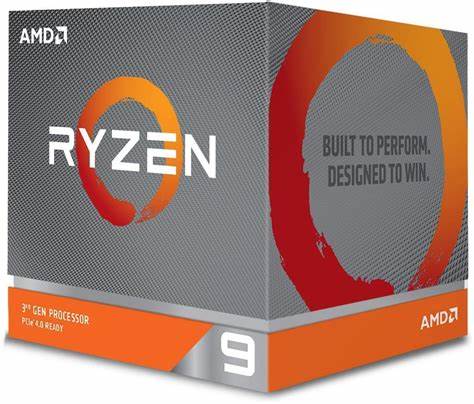 AMD
RYZEN
3rd GEN PROCESSOR
PCIe® 4.0 READY
9
BUILT TO PERFORM.
DESIGNED TO WIN.
AMD